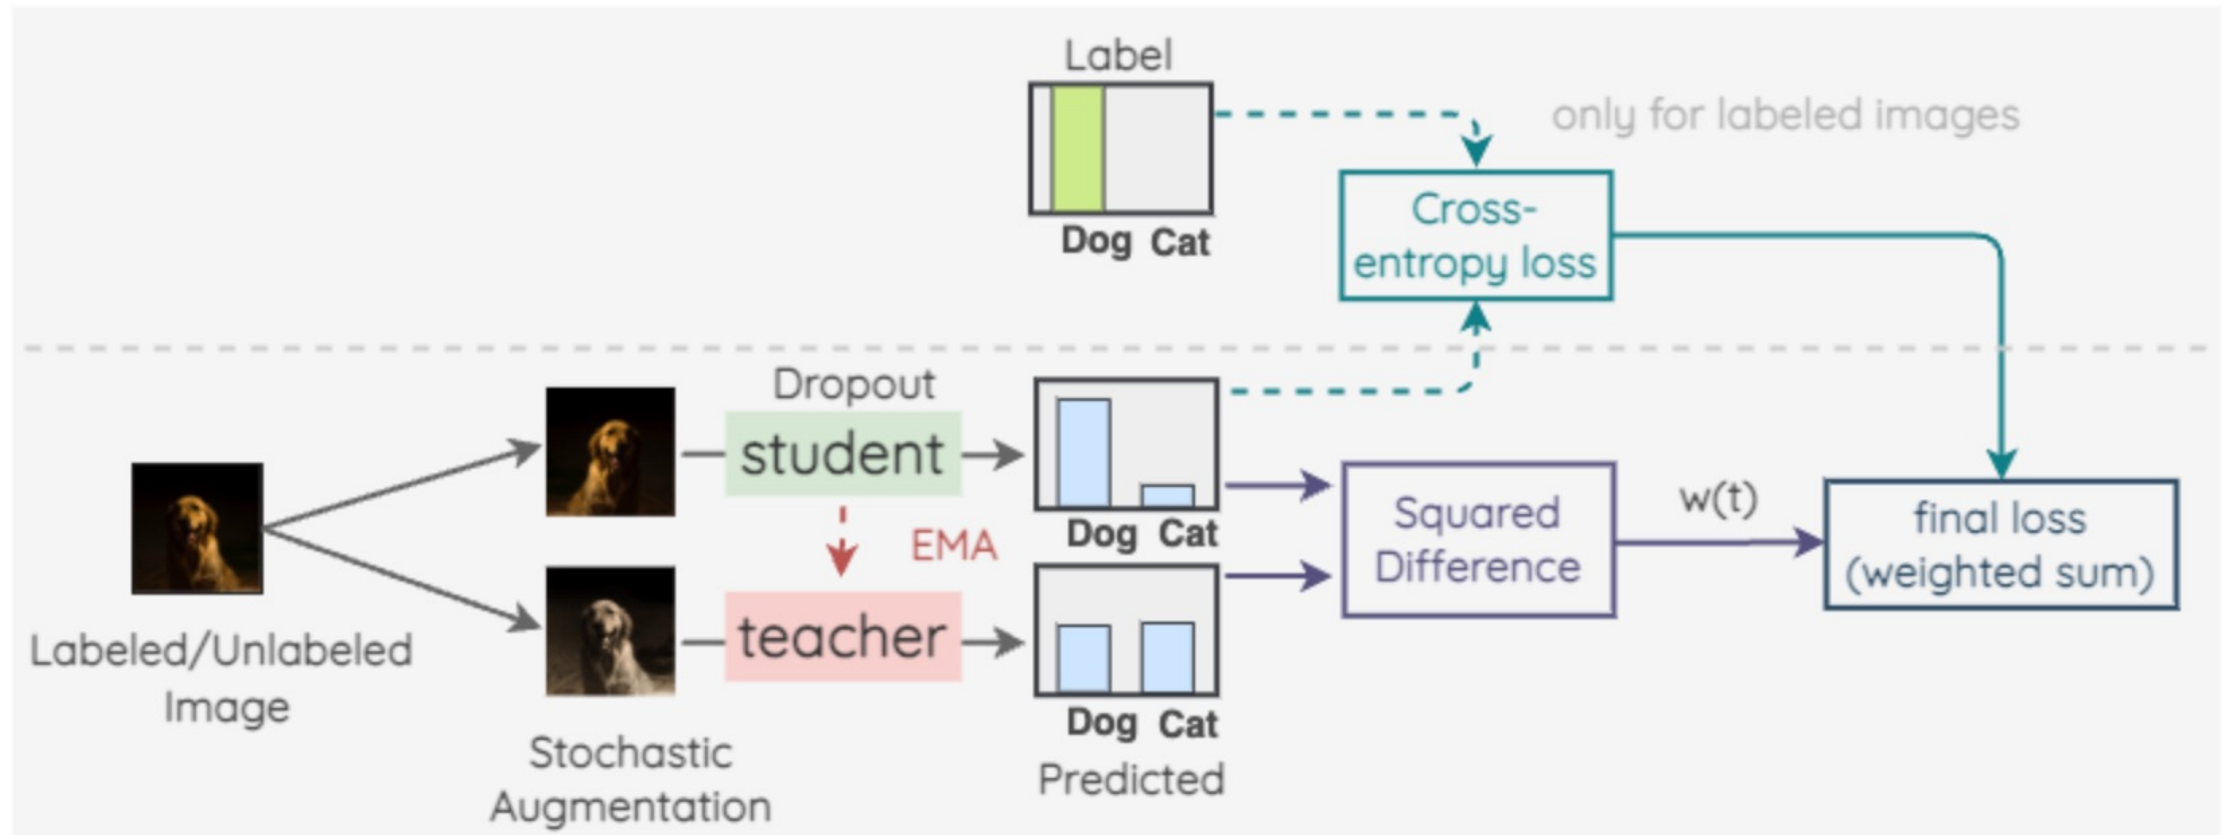 Label
Dog Cat
only for labeled images
Cross-
entropy loss
Dropout
student
EMA
teacher
Dog Cat
Dog Cat
Predicted
Squared
Difference
w(t)
final loss
(weighted sum)
Labeled/Unlabeled
Image
Stochastic
Augmentation